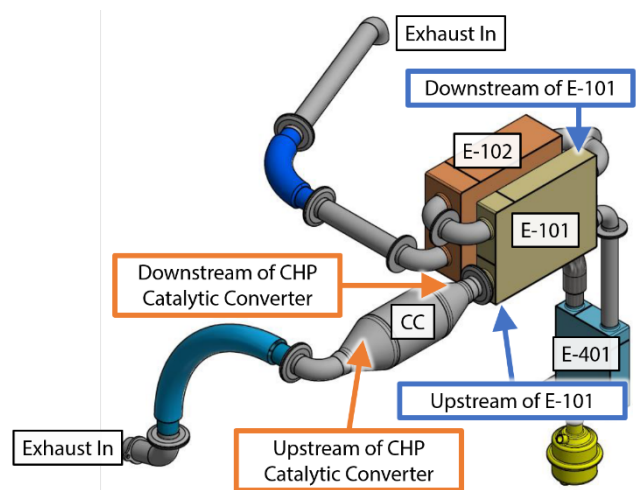 Exhaust In
Downstream of E-101
E-102
E-101
Downstream of CHP
Catalytic Converter
CC
E-401
Upstream of E-101
Exhaust In
Upstream of CHP
Catalytic Converter